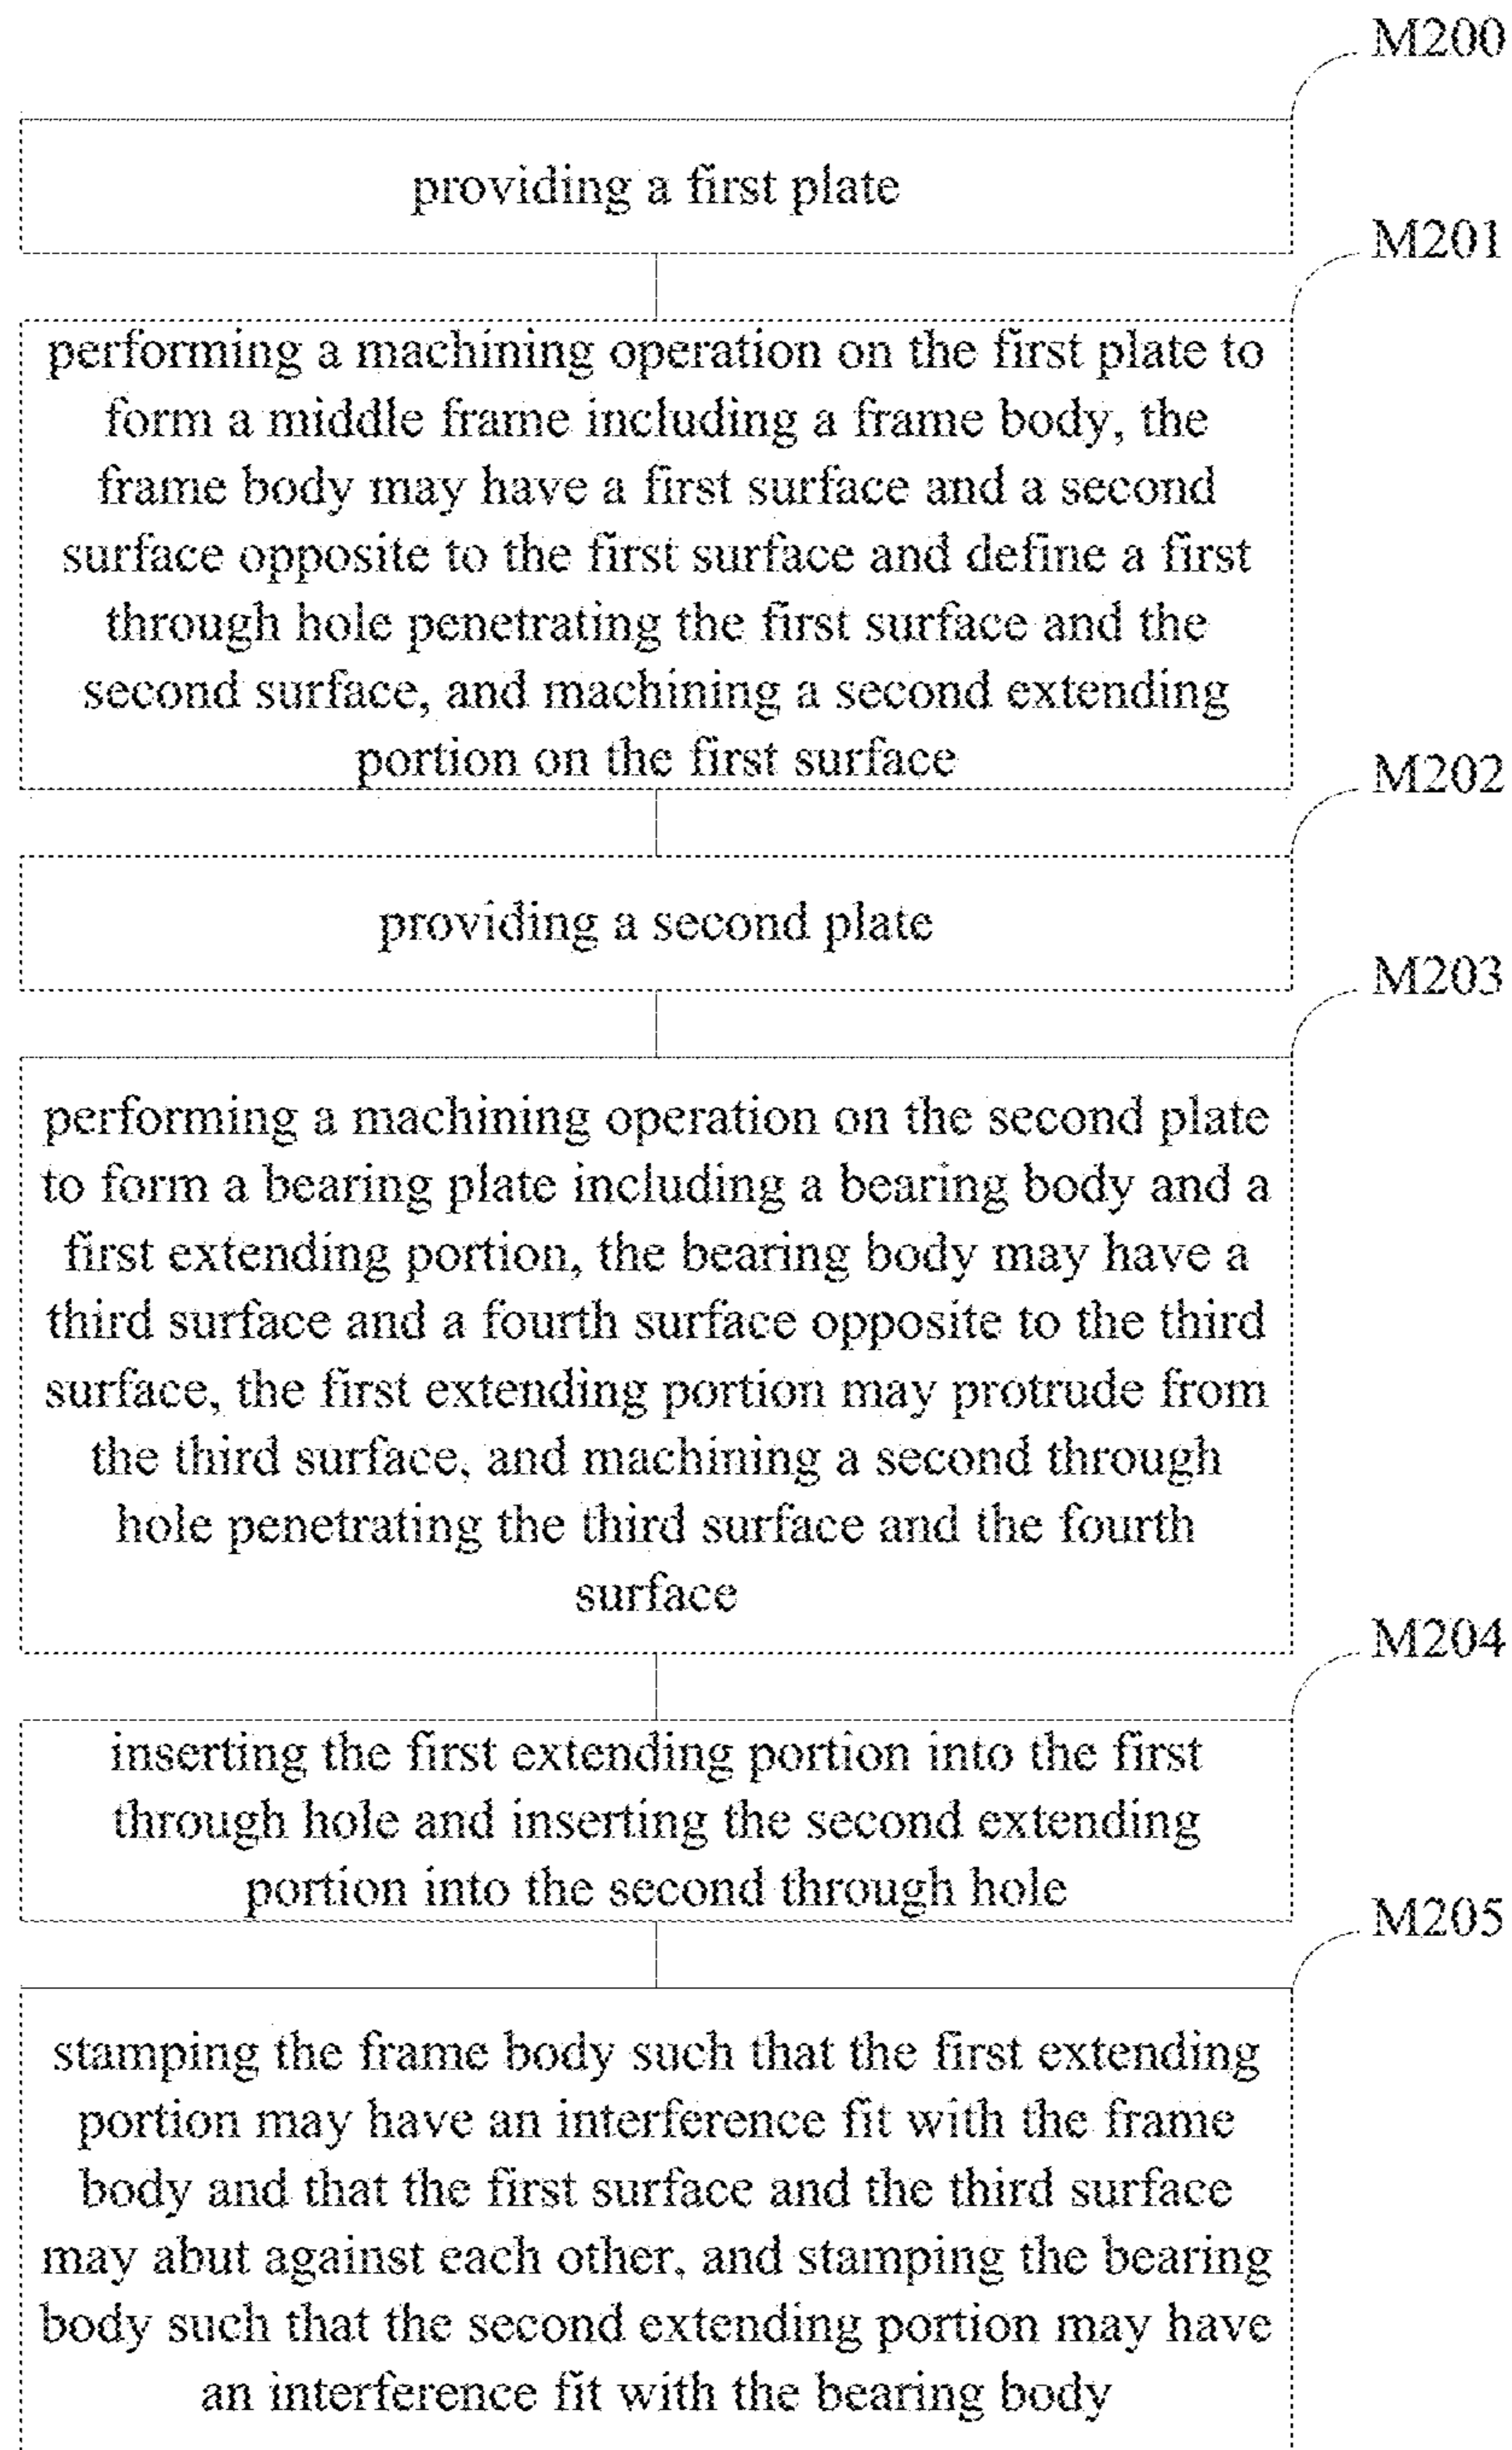 M200
providing a first plate
M201
performing a machining operation on the first plate to
form a middle frame including a frame body, the
frame body may have a first surface and a second
surface opposite to the first surface and define a first
through hole penetrating the first surface and the
second surface, and machining a second extending
portion on the first surface
M202
providing a second plate
M203
performing a machining operation on the second plate
to form a bearing plate including a bearing body and a
first extending portion, the bearing body may have a
third surface and a fourth surface opposite to the third
surface, the first extending portion may protrude from
the third surface, and machining a second through
hole penetrating the third surface and the fourth
surface
M204
inserting the first extending portion into the first
through hole and inserting the second extending
portion into the second through hole
M205
stamping the frame body such that the first extending
portion may have an interference fit with the frame
body and that the first surface and the third surface
may abut against each other, and stamping the bearing
body such that the second extending portion may have
an interference fit with the bearing body